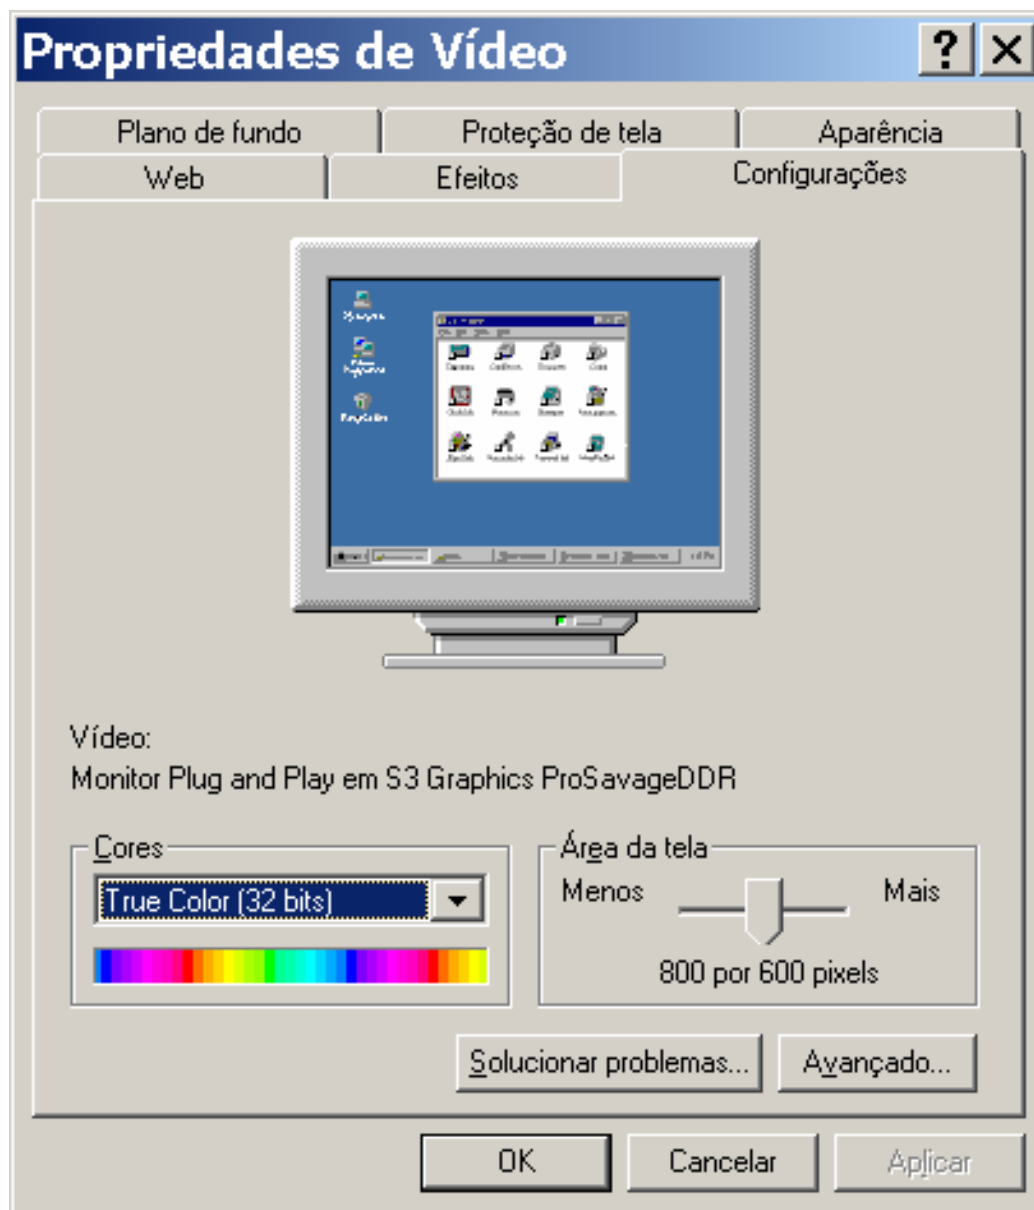 Propriedades de Vídeo
Plano de fundo Proteção de tela Aparência
Web Efeitos Configurações
Vídeo:
Monitor Plug and Play em S3 Graphics ProSavageDDR
Cores Área da tela
True Color (32 bits) Menos Mais
800 por 600 pixels
Solucionar problemas... Avançado...
OK Cancelar Aplicar